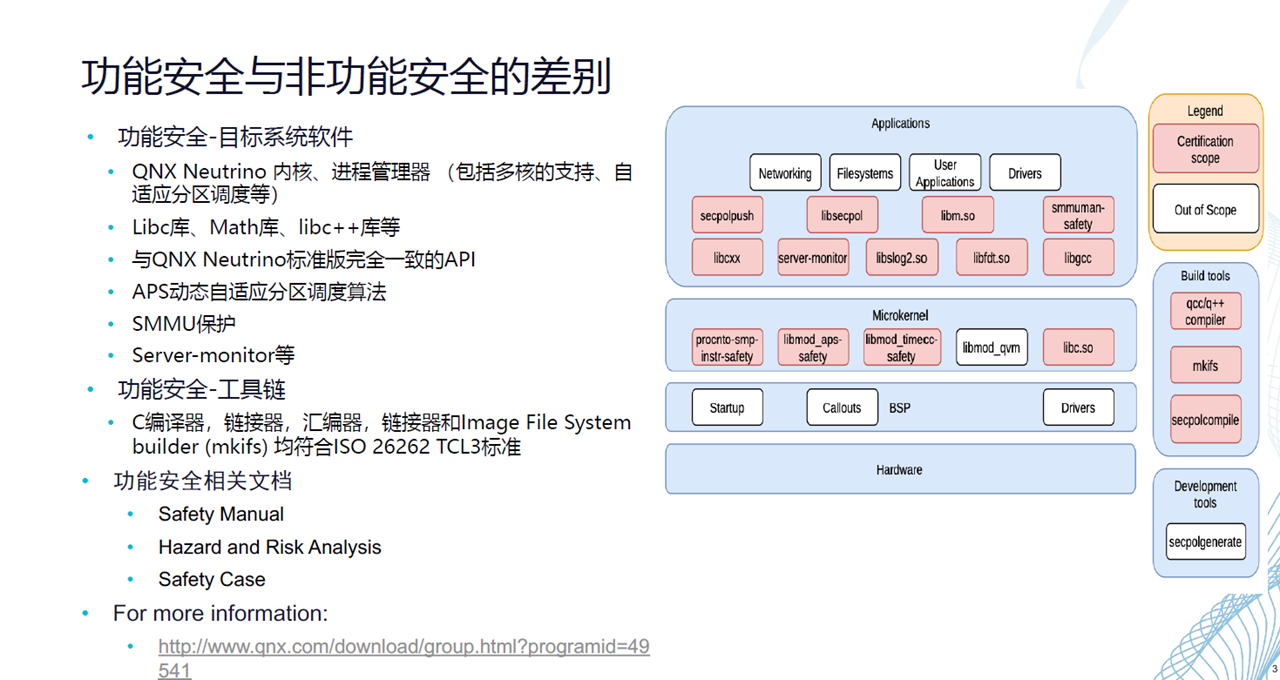 功能安全与非功能安全的差别
功能安全-目标系统软件
QNX Neutrino 内核、进程管理器 （包括多核的支持、自
适应分区调度等）
Libc库、Math库、libc++库等
与QNX Neutrino标准版完全一致的API
APS动态自适应分区调度算法
SMMU保护
Server-monitor等
功能安全-工具链
C编译器，链接器，汇编器，链接器和Image File System
builder (mkifs) 均符合ISO 26262 TCL3标准
功能安全相关文档
Safety Manual
Hazard and Risk Analysis
Safety Case
For more information:
http://www.qnx.com/download/group.html?programid=49
541
Applications
Networking
Filesystems
User
Applications
Drivers
secpolpush
libsecpol
libm.so
smmuman-
safety
libcxx
server-monitor
libslog2.so
libfdt.so
libgcc
Microkernel
procnto-smp-
instr-safety
libmod_aps-
safety
libmod_timecc-
safety
libmod_qvm
libc.so
Startup
Callouts
BSP
Drivers
Hardware
Legend
Certification
scope
Out of Scope
Build tools
qcc/q++
compiler
mkifs
secpolcompile
Development
tools
secpolgenerate
3